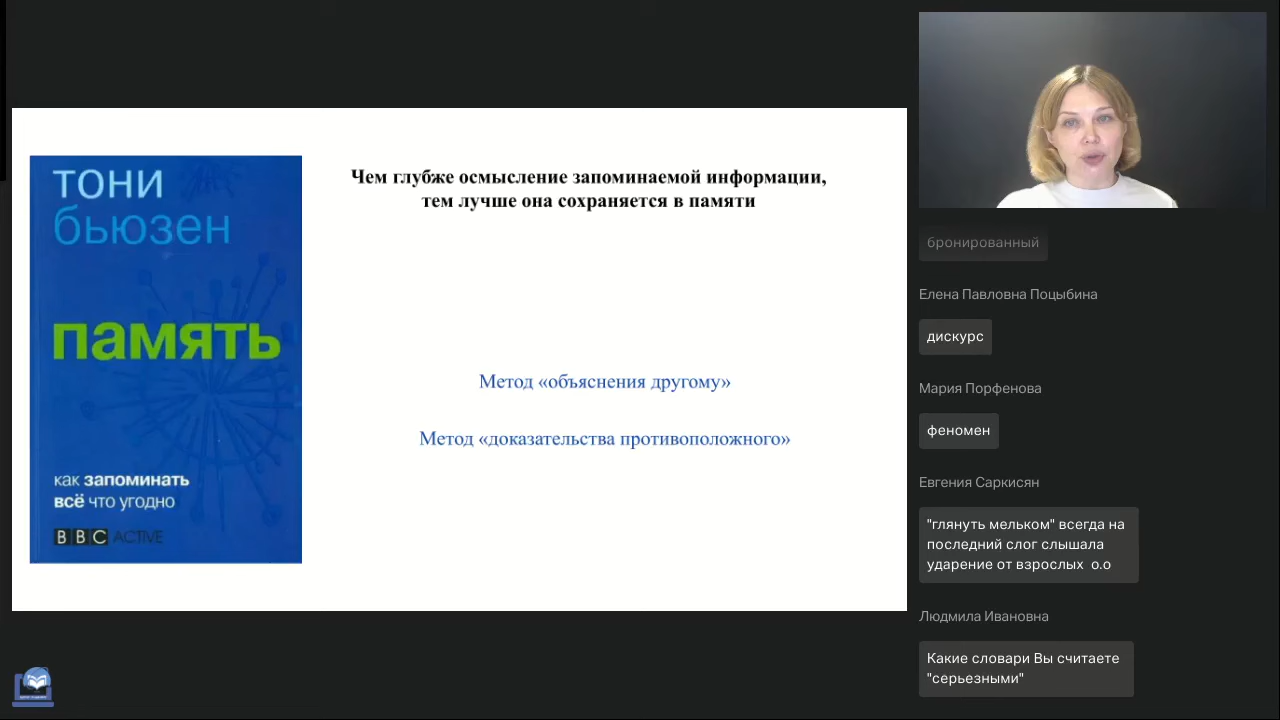 тони
бьюзен
память
как запоминать
всё что угодно
BBC ACTIVE
Чем глубже осмысление запоминаемой информации,
тем лучше она сохраняется в памяти
Метод «объяснения другому»
Метод «доказательства противоположного»
бронированный
Елена Павловна Поцыбина
дискурс
Мария Порфенова
феномен
Евгения Саркисян
"глянуть мельком" всегда на
последний слог слышала
ударение от взрослых о.о
Людмила Ивановна
Какие словари Вы считаете
"серьезными"